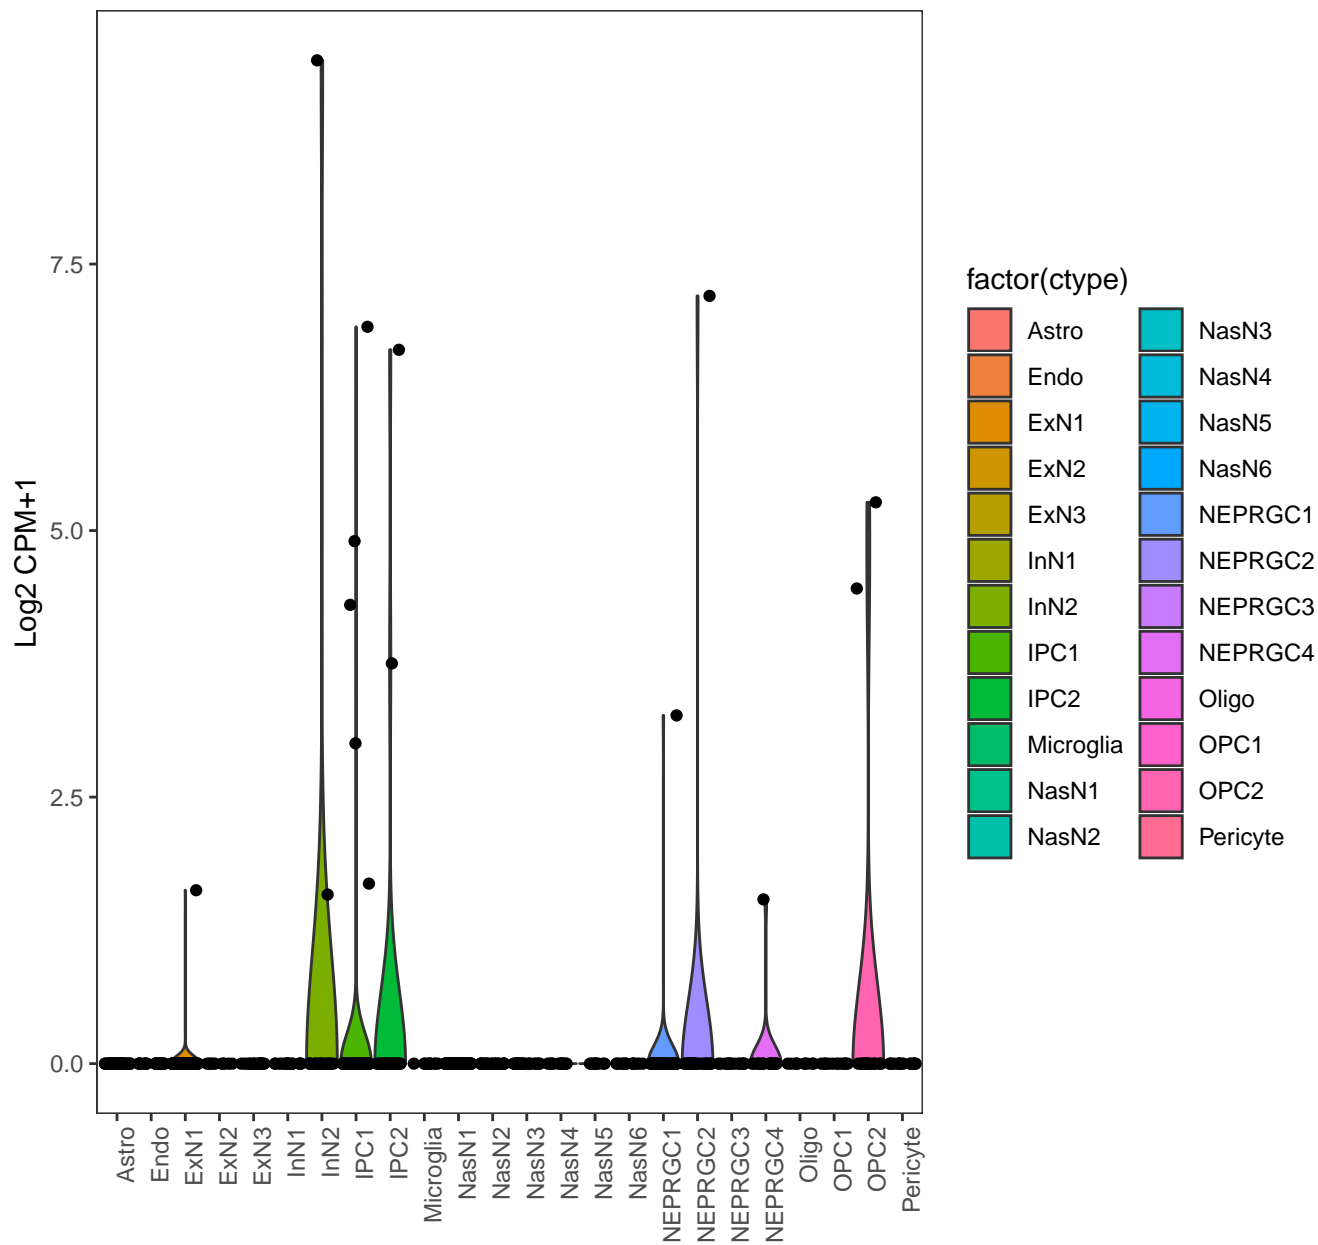 Log2 CPM+1
7.5
5.0
2.5
0.0
Astro
Endo
ExN1
ExN2
ExN3
InN1
InN2
IPC1
IPC2
Microglia
NasN1
NasN2
NasN3
NasN4
NasN5
NasN6
NEPRGC1
NEPRGC2
NEPRGC3
NEPRGC4
Oligo
OPC1
OPC2
Pericyte
factor(ctype)
Astro
Endo
ExN1
ExN2
ExN3
InN1
InN2
IPC1
IPC2
Microglia
NasN1
NasN2
NasN3
NasN4
NasN5
NasN6
NEPRGC1
NEPRGC2
NEPRGC3
NEPRGC4
Oligo
OPC1
OPC2
Pericyte